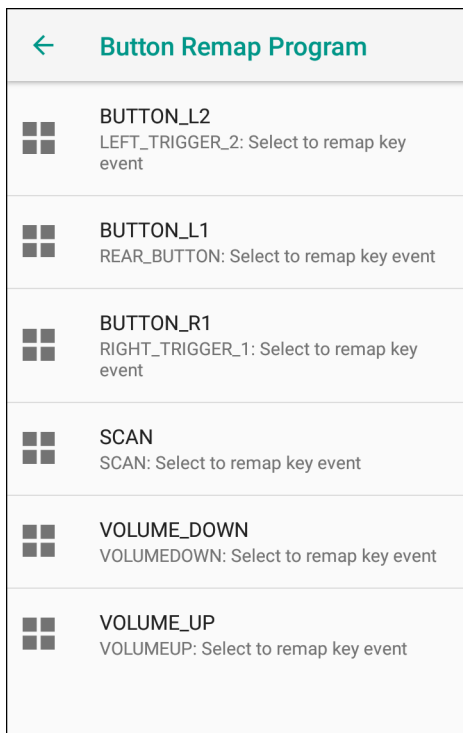 Button Remap Program
BUTTON_L2
LEFT_TRIGGER_2: Select to remap key
event
BUTTON_L1
REAR_BUTTON: Select to remap key event
BUTTON_R1
RIGHT_TRIGGER_1: Select to remap key
event
SCAN
SCAN: Select to remap key event
VOLUME_DOWN
VOLUMEDOWN: Select to remap key event
VOLUME_UP
VOLUMEUP: Select to remap key event